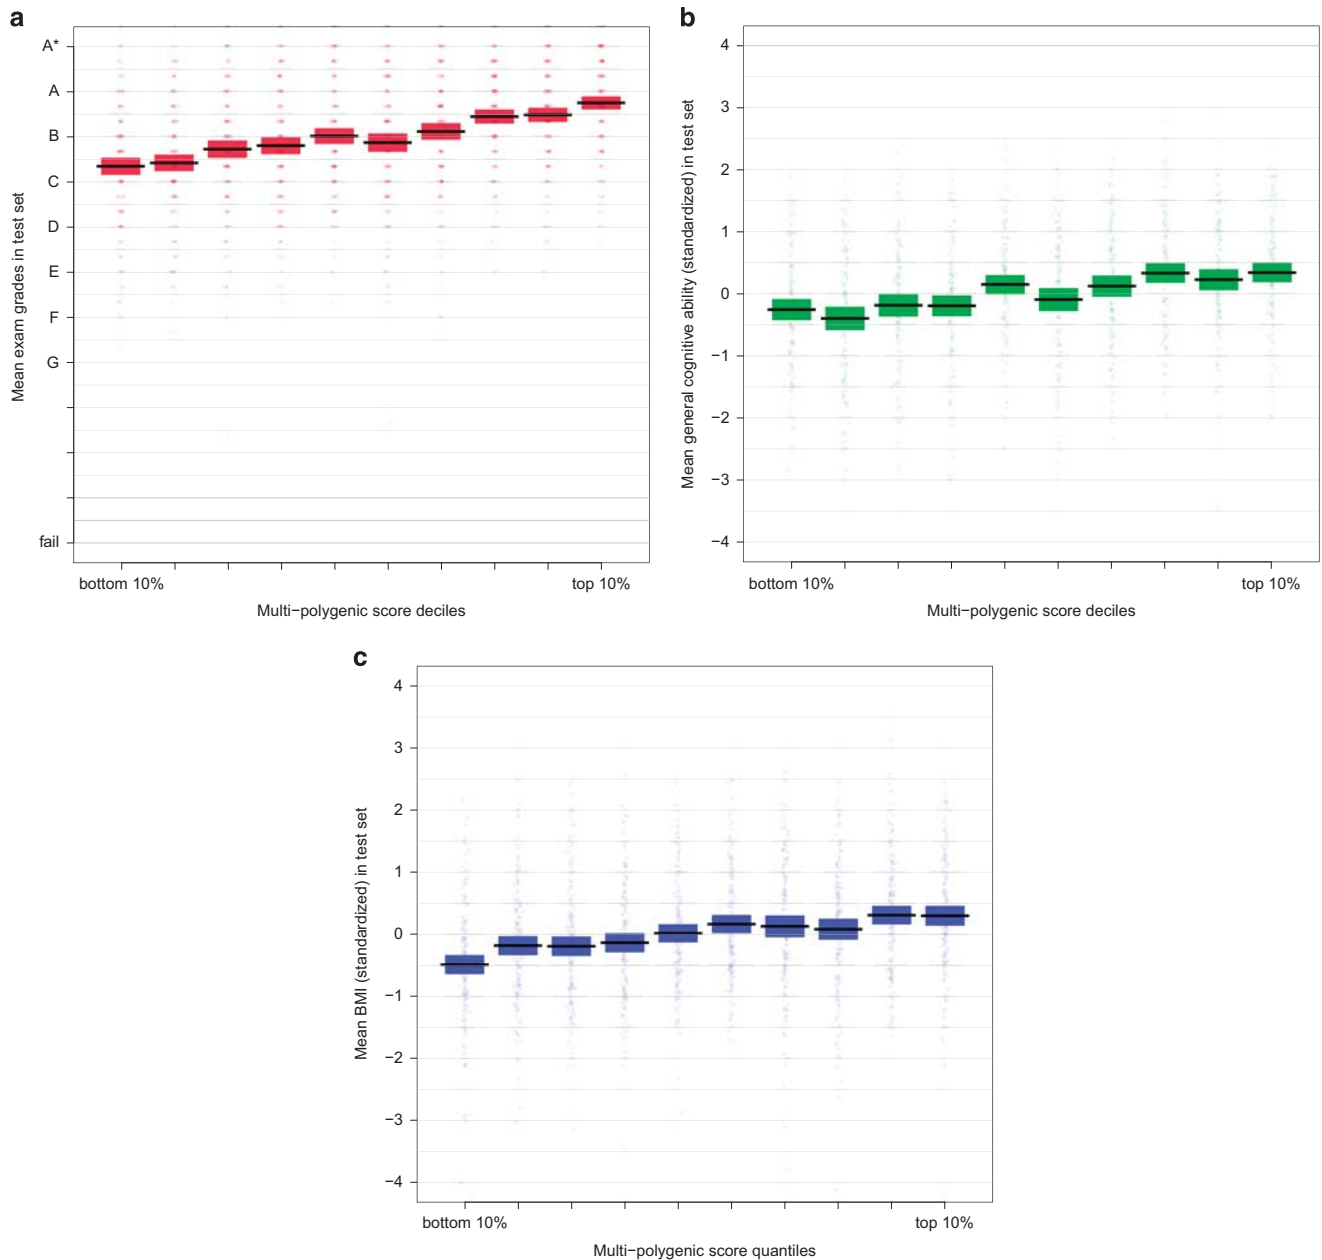 a
A*
A
B
C
D
E
F
G
fail
Mean exam grades in test set
bottom 10%
top 10%
Multi−polygenic score deciles
b
4
3
2
1
0
−1
−2
−3
−4
Mean general cognitive ability (standardized) in test set
bottom 10%
top 10%
Multi−polygenic score deciles
c
4
3
2
1
0
−1
−2
−3
−4
Mean BMI (standardized) in test set
bottom 10%
top 10%
Multi−polygenic score quantiles